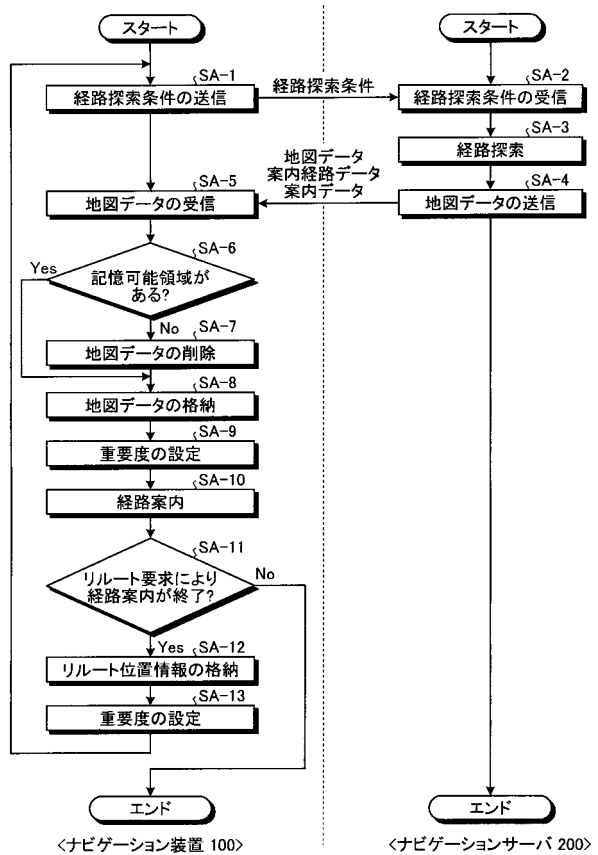 スタート
スタート
SA-1
経路探索条件の送信
経路探索条件
SA-2
経路探索条件の受信
SA-3
経路探索
地図データ
案内経路データ
案内データ
SA-4
地図データの送信
SA-5
地図データの受信
SA-6
記憶可能領域が
ある?
Yes
No
SA-7
地図データの削除
SA-8
地図データの格納
SA-9
重要度の設定
SA-10
経路案内
SA-11
リルート要求により
経路案内が終了?
No
Yes
SA-12
リルート位置情報の格納
SA-13
重要度の設定
エンド
エンド
<ナビゲーション装置 100>
<ナビゲーションサーバ 200>